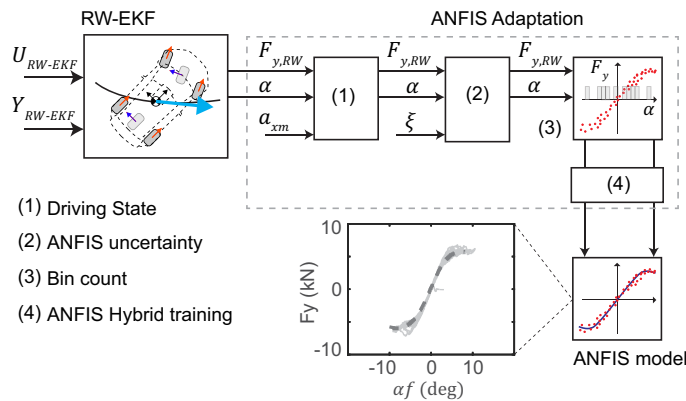 RW-EKF
ANFIS Adaptation
U_RW-EKF
Y_RW-EKF
F_y,RW
α
a_xm
(1)
F_y,RW
α
ξ
(2)
F_y,RW
α
F_y
α
(3)
(4)
(1) Driving State
(2) ANFIS uncertainty
(3) Bin count
(4) ANFIS Hybrid training
10
0
-10
Fy (kN)
-10
0
10
αf (deg)
ANFIS model